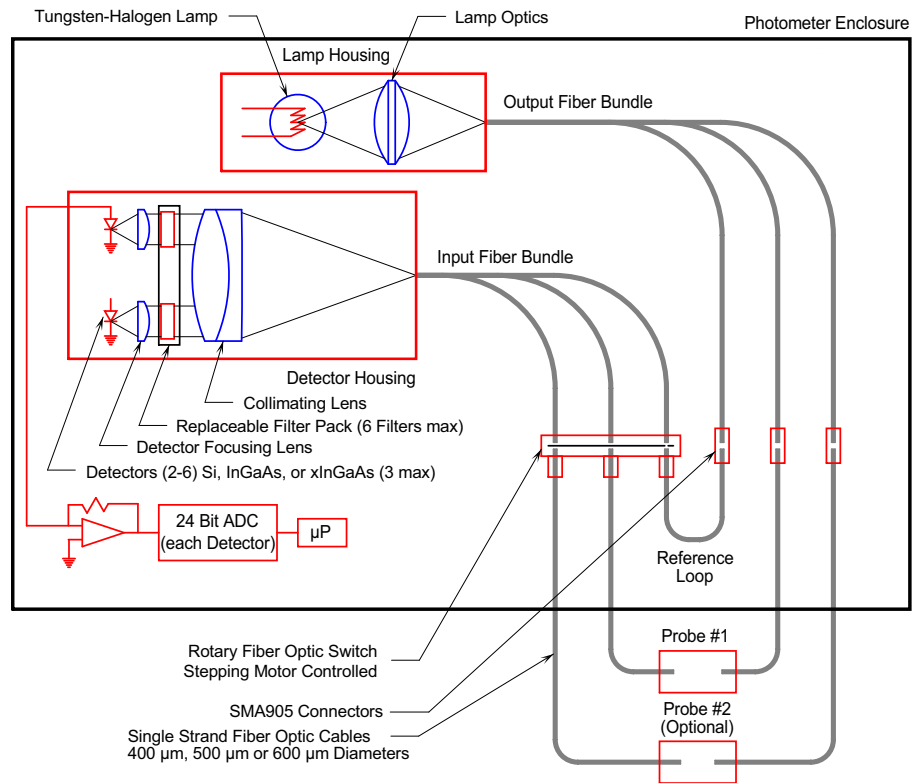 Tungsten-Halogen Lamp
Lamp Optics
Photometer Enclosure
Lamp Housing
Output Fiber Bundle
Input Fiber Bundle
Detector Housing
Collimating Lens
Replaceable Filter Pack (6 Filters max)
Detector Focusing Lens
Detectors (2-6) Si, InGaAs, or xInGaAs (3 max)
24 Bit ADC
(each Detector)
µP
Reference
Loop
Rotary Fiber Optic Switch
Stepping Motor Controlled
Probe #1
SMA905 Connectors
Probe #2
(Optional)
Single Strand Fiber Optic Cables
400 µm, 500 µm or 600 µm Diameters